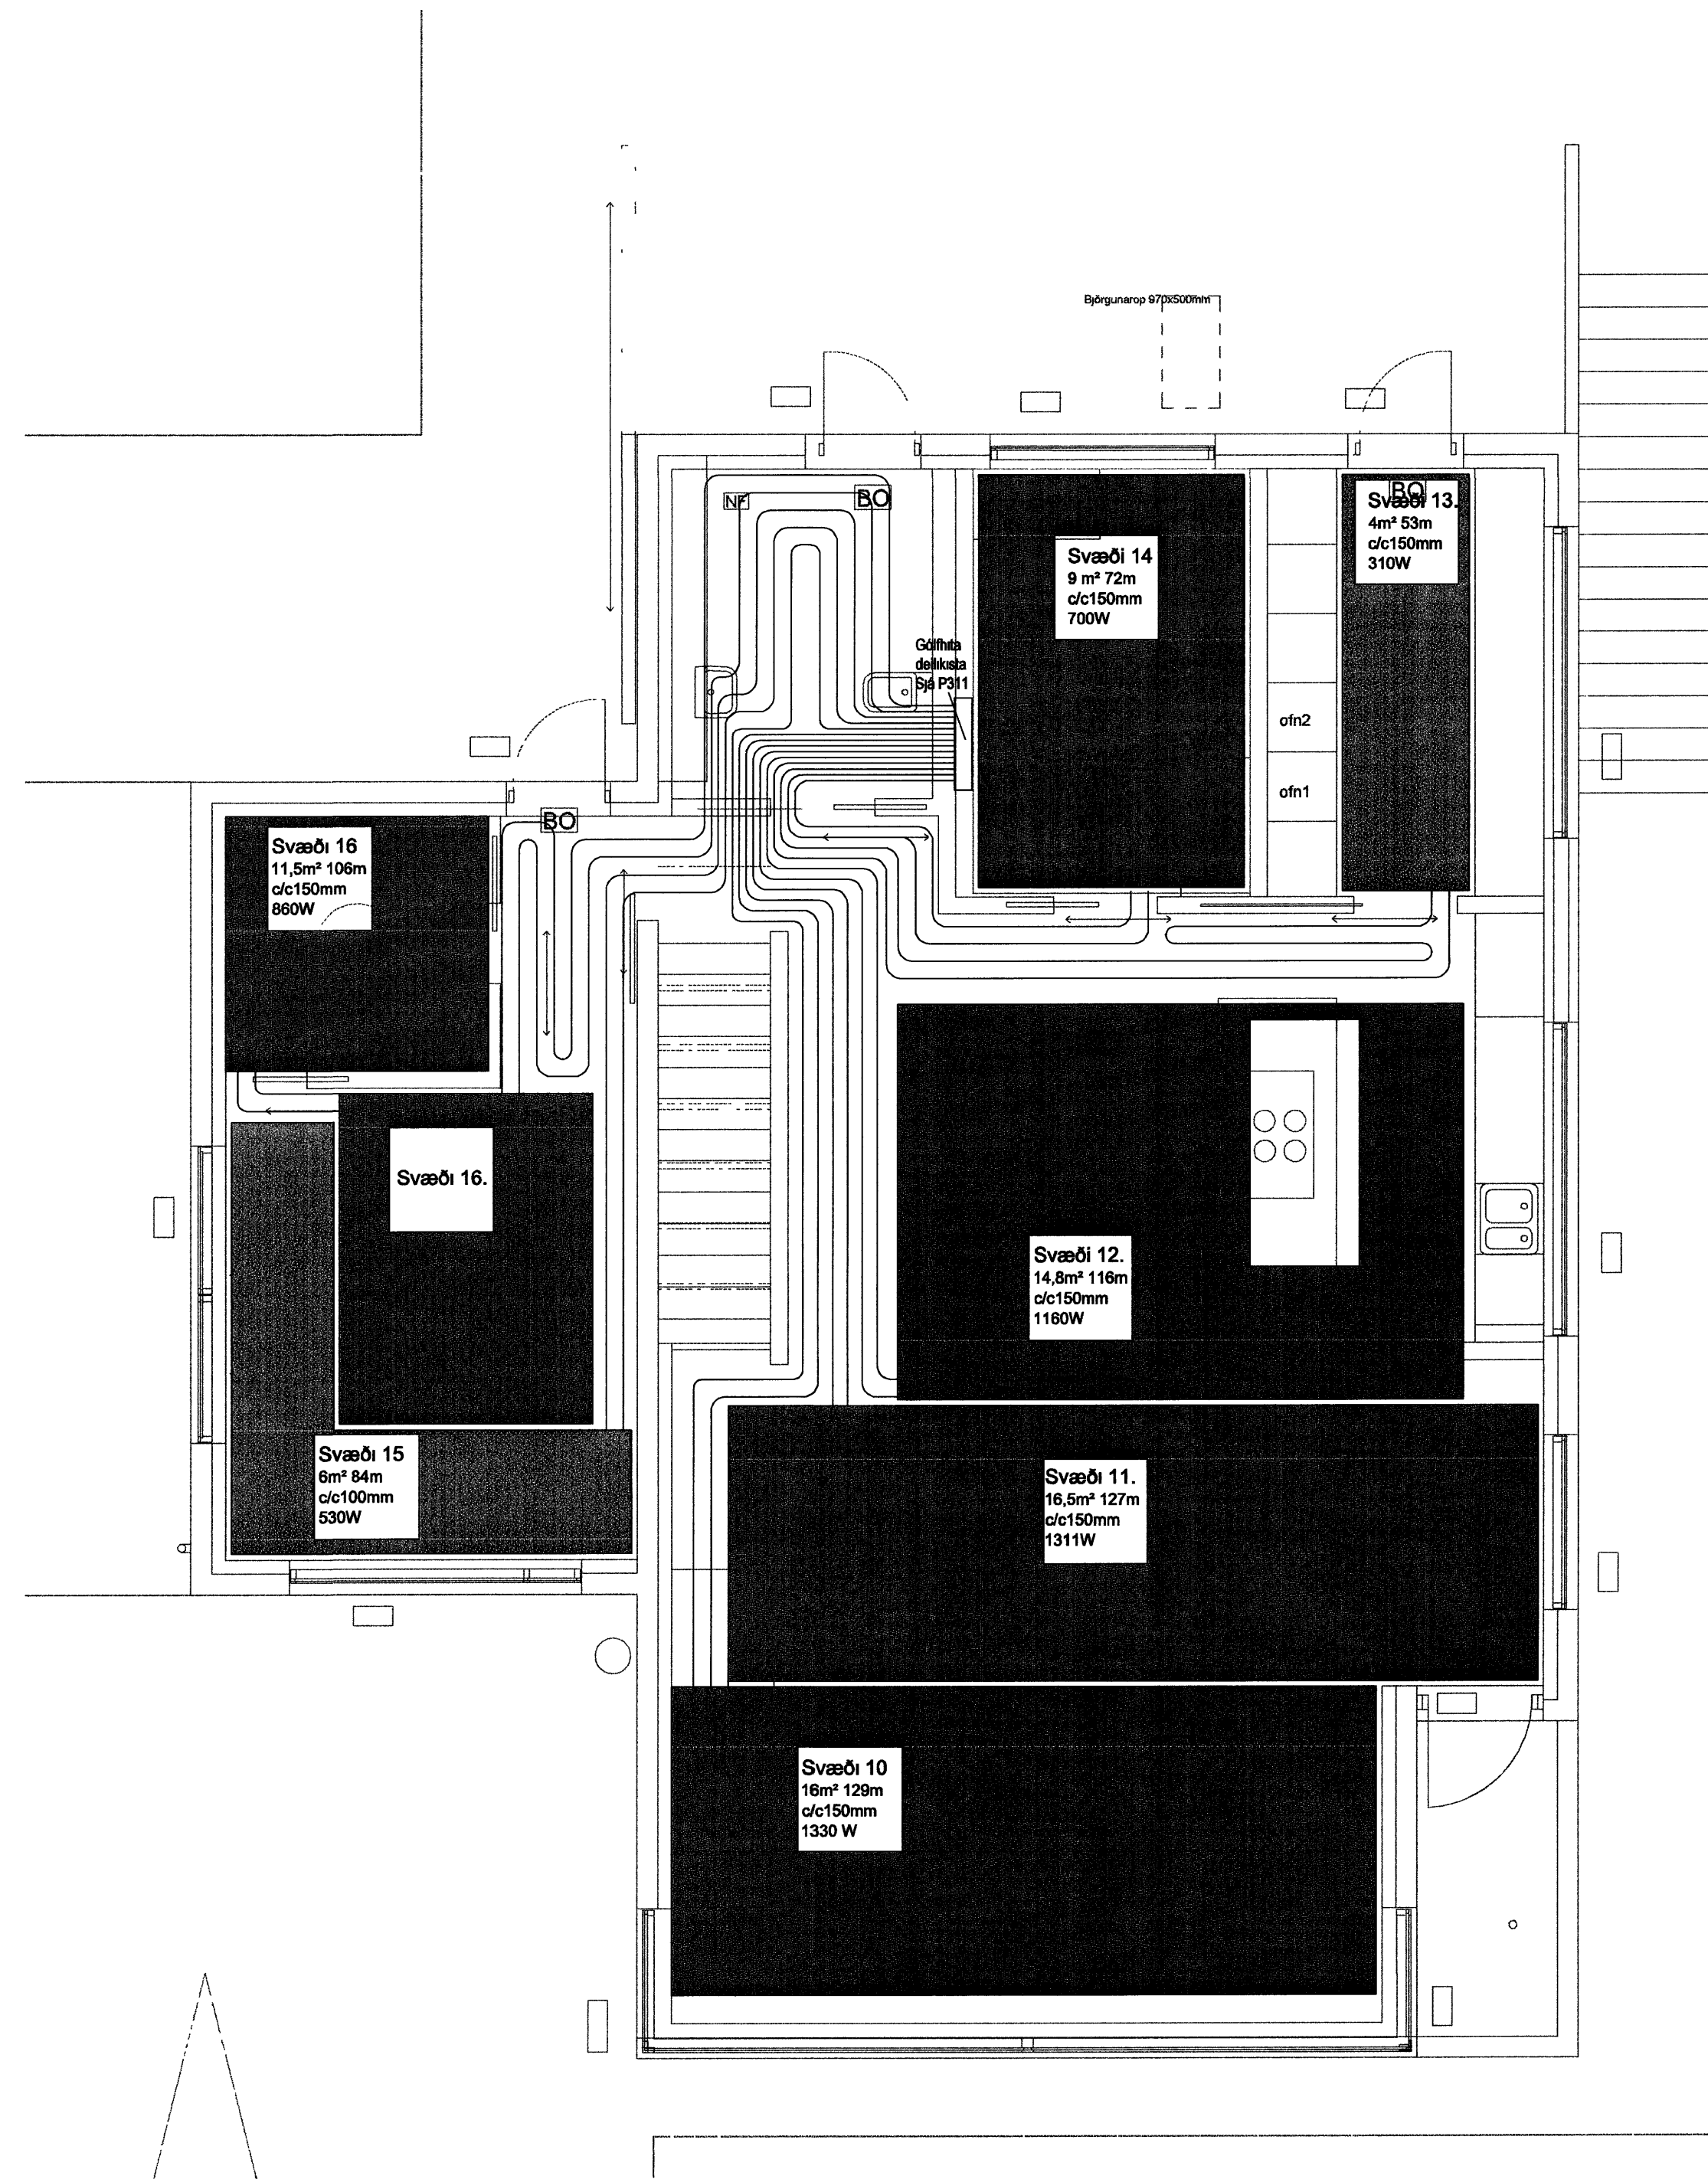 Björgunarop 970x500mm
NF
BO
BO
Svæði 13.
4m² 53m
c/c150mm
310W
Svæði 14
9 m² 72m
c/c150mm
700W
Gólfhita
deilikista
Sjá P311
ofn2
ofn1
BO
Svæði 16
11,5m² 106m
c/c150mm
860W
Svæði 16.
Svæði 12.
14,8m² 116m
c/c150mm
1160W
Svæði 15
6m² 84m
c/c100mm
530W
Svæði 11.
16,5m² 127m
c/c150mm
1311W
Svæði 10
16m² 129m
c/c150mm
1330 W